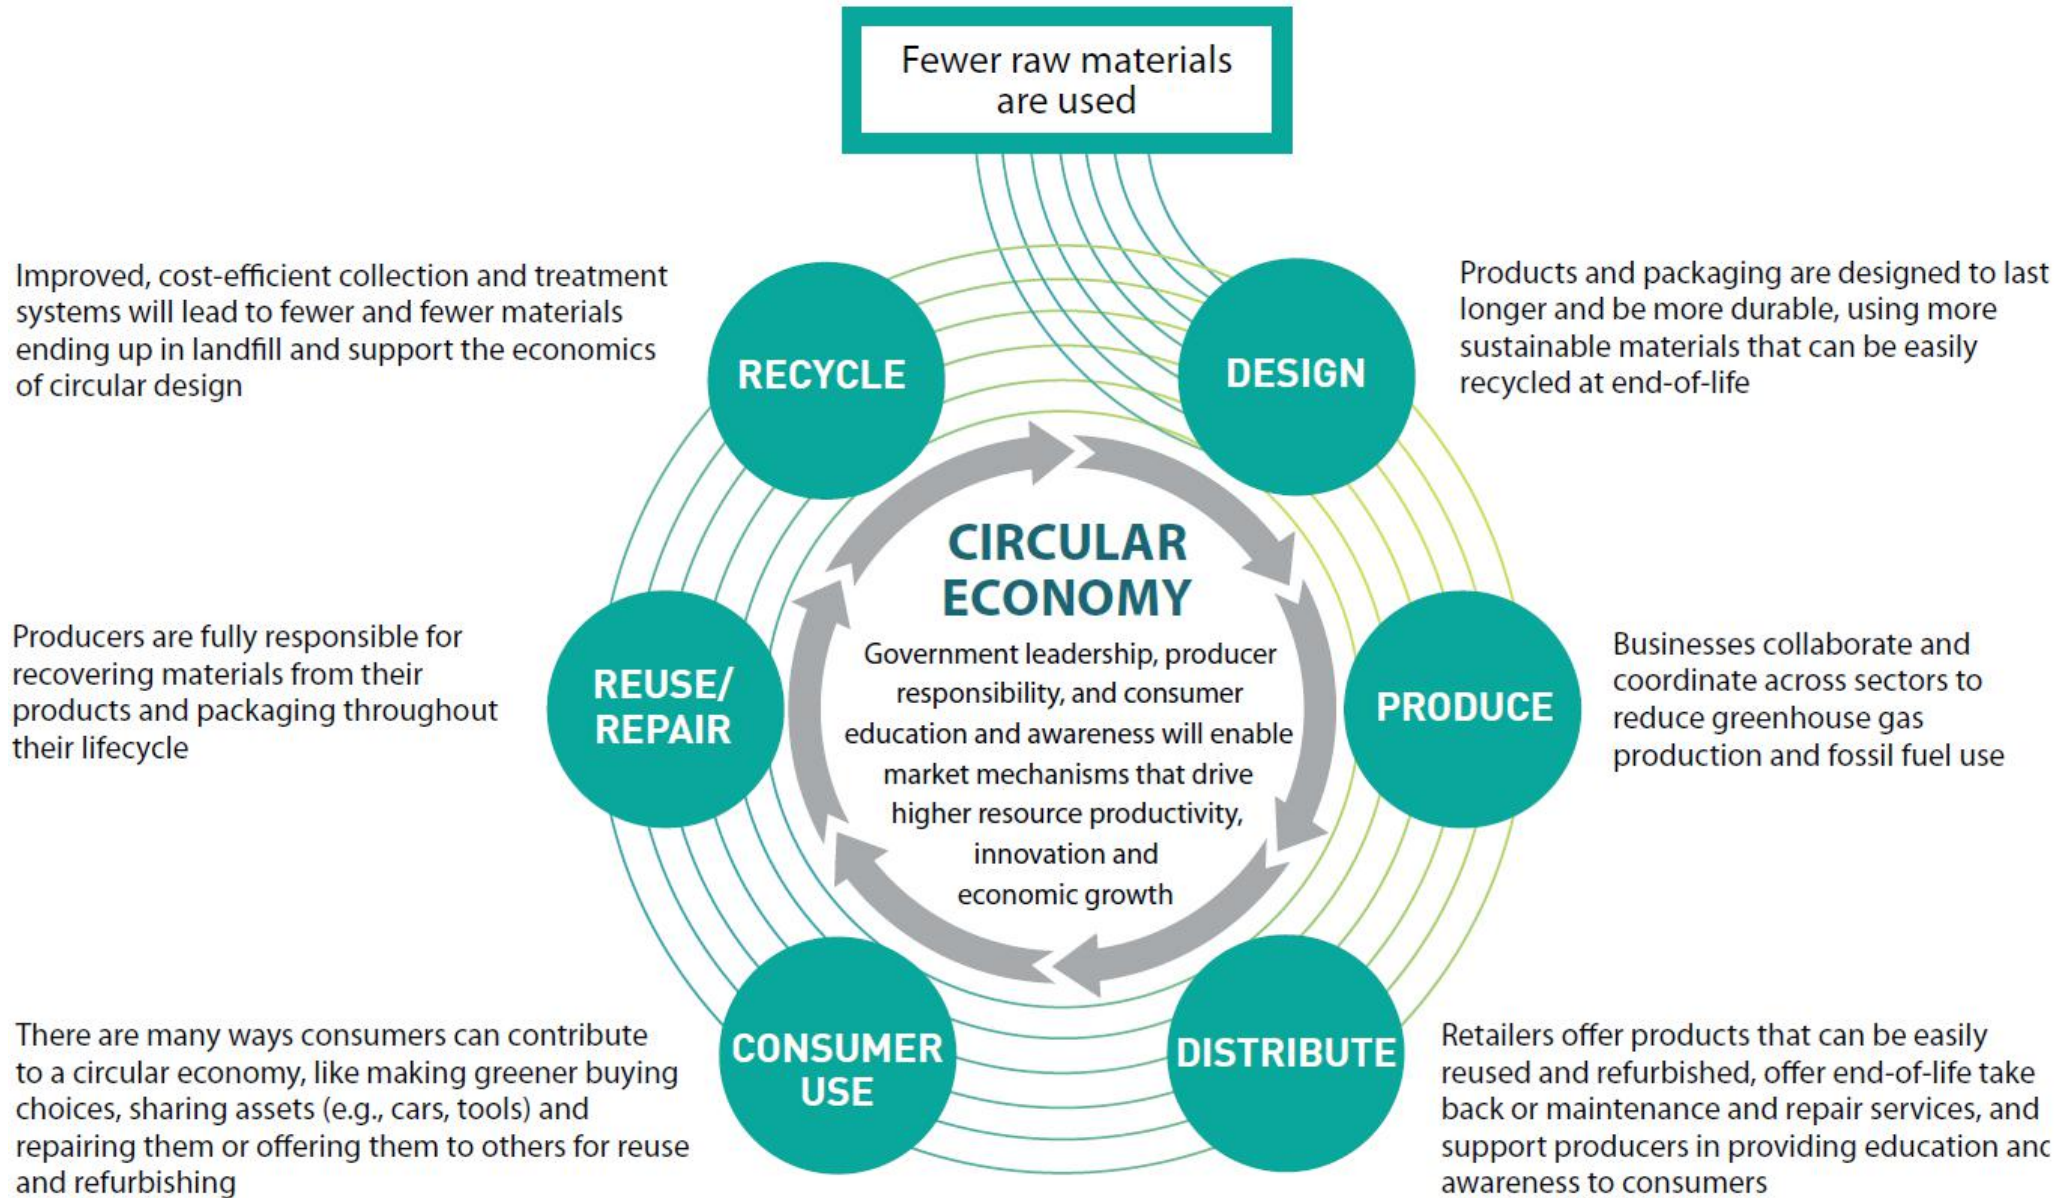 Fewer raw materials
are used
Improved, cost-efficient collection and treatment
systems will lead to fewer and fewer materials
ending up in landfill and support the economics
of circular design
RECYCLE
DESIGN
Products and packaging are designed to last
longer and be more durable, using more
sustainable materials that can be easily
recycled at end-of-life
CIRCULAR
ECONOMY
Government leadership, producer
responsibility, and consumer
education and awareness will enable
market mechanisms that drive
higher resource productivity,
innovation and
economic growth
Producers are fully responsible for
recovering materials from their
products and packaging throughout
their lifecycle
REUSE/
REPAIR
PRODUCE
Businesses collaborate and
coordinate across sectors to
reduce greenhouse gas
production and fossil fuel use
There are many ways consumers can contribute
to a circular economy, like making greener buying
choices, sharing assets (e.g., cars, tools) and
repairing them or offering them to others for reuse
and refurbishing
CONSUMER
USE
DISTRIBUTE
Retailers offer products that can be easily
reused and refurbished, offer end-of-life take
back or maintenance and repair services, and
support producers in providing education and
awareness to consumers